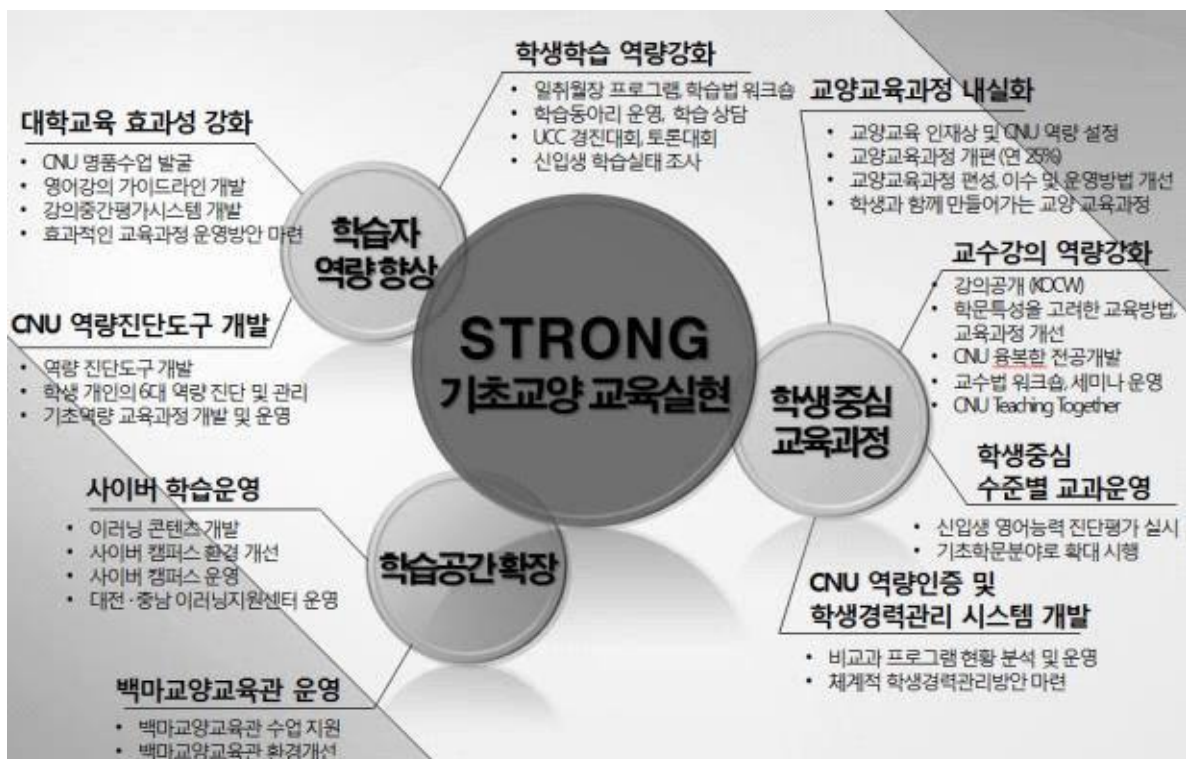 학생학습 역량강화
• 일취월장 프로그램, 학습법 워크숍
• 학습동아리 운영, 학습 상담
• UCC 경진대회, 토론대회
• 신입생 학습실태 조사
대학교육 효과성 강화
• CNU 명품수업 발굴
• 영어강의 가이드라인 개발
• 강의중간평가시스템 개발
• 효과적인 교육과정 운영방안 마련
학습자
역량 향상
CNU 역량진단도구 개발
• 역량 진단도구 개발
• 학생 개인의 6대 역량 진단 및 관리
• 기초역량 교육과정 개발 및 운영
STRONG
기초교양 교육실현
교양교육과정 내실화
• 교양교육 인재상 및 CNU 역량 설정
• 교양교육과정 개편 (연 25%)
• 교양교육과정 편성, 이수 및 운영방법 개선
• 학생과 함께 만들어가는 교양 교육과정
교수강의 역량강화
• 강의공개 (KOCW)
• 학문특성을 고려한 교육방법,
교육과정 개선
• CNU 융복합 전공개발
• 교수법 워크숍, 세미나 운영
• CNU Teaching Together
학생중심
교육과정
학생중심
수준별 교과운영
• 신입생 영어능력 진단평가 실시
• 기초학문분야로 확대 시행
CNU 역량인증 및
학생경력관리 시스템 개발
• 비교과 프로그램 현황 분석 및 운영
• 체계적 학생경력관리방안 마련
사이버 학습운영
• 이러닝 콘텐츠 개발
• 사이버 캠퍼스 환경 개선
• 사이버 캠퍼스 운영
• 대전·충남 이러닝지원센터 운영
학습공간 확장
백마교양교육관 운영
• 백마교양교육관 수업 지원
• 백마교양교육관 환경개선